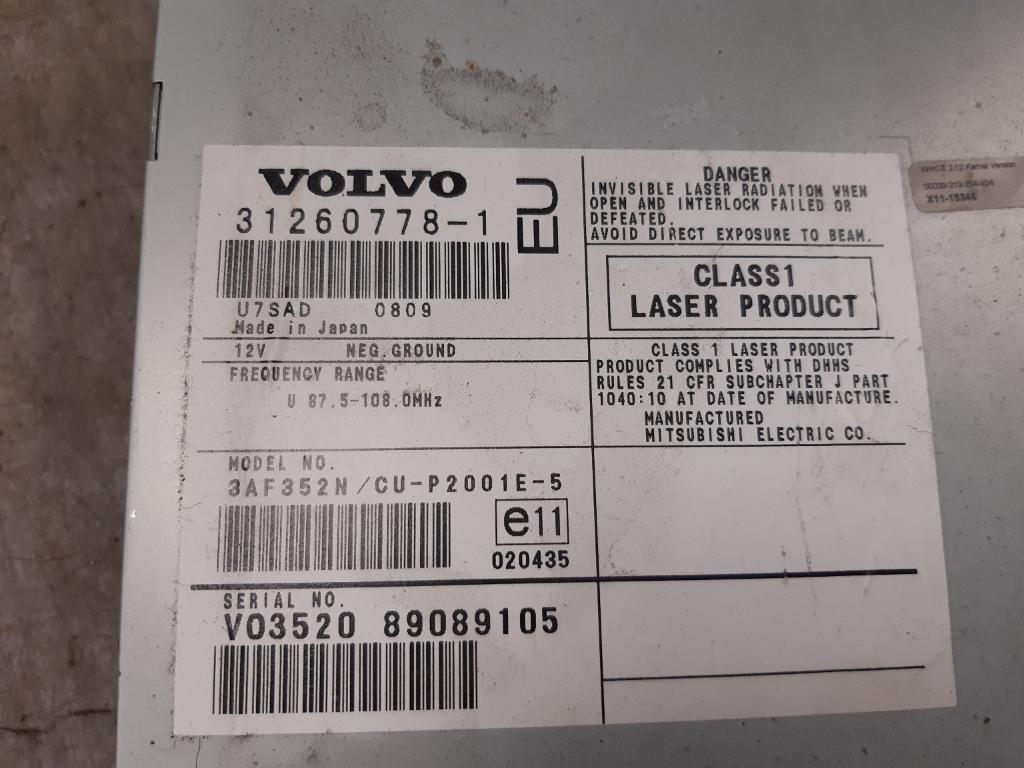 VOLVO
31260778-1
EU
U7SAD 0809
Made in Japan
12V NEG.GROUND
FREQUENCY RANGE
U 87.5-108.0MHz
MODEL NO.
3AF352N/CU-P2001E-5
e11
020435
SERIAL NO.
VO3520 89089105
DANGER
INVISIBLE LASER RADIATION WHEN
OPEN AND INTERLOCK FAILED OR
DEFEATED.
AVOID DIRECT EXPOSURE TO BEAM.
CLASS1
LASER PRODUCT
CLASS 1 LASER PRODUCT
PRODUCT COMPLIES WITH DHHS
RULES 21 CFR SUBCHAPTER J PART
1040:10 AT DATE OF MANUFACTURE.
MANUFACTURED
MITSUBISHI ELECTRIC CO.
Kernel Version
X11-15345